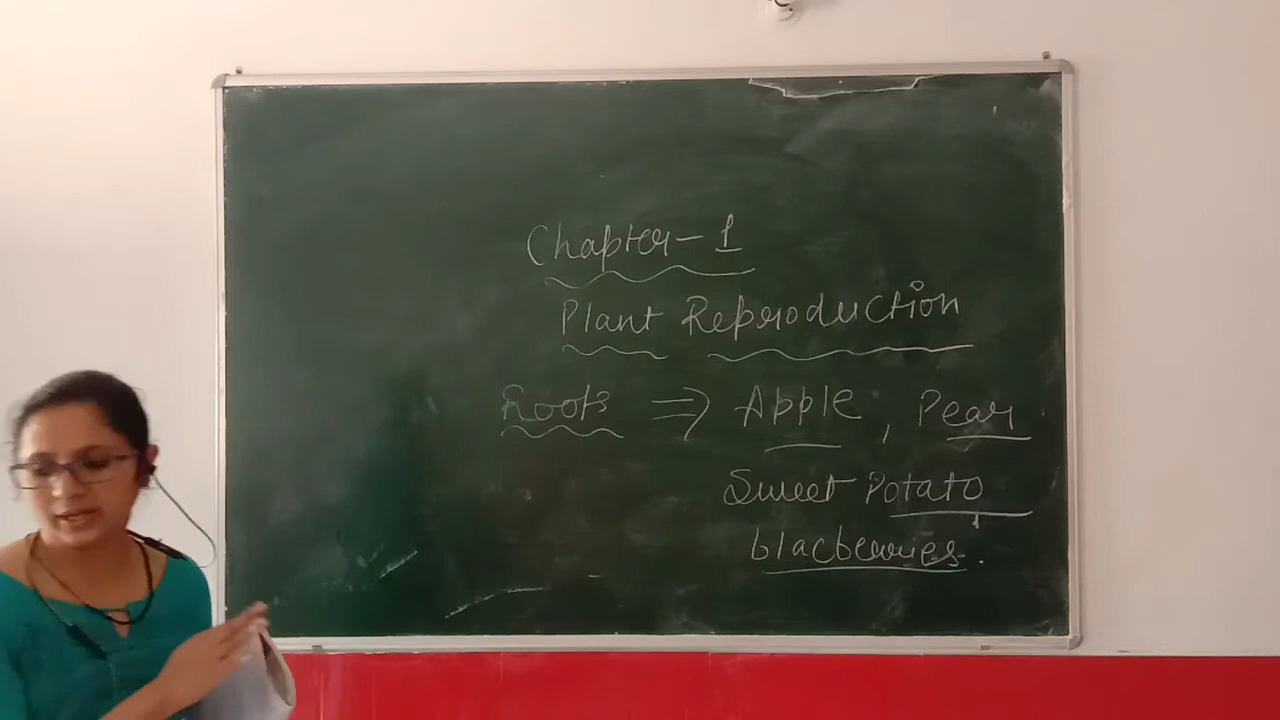 Chapter-1
Plant Reproduction
Roots ⇒ Apple, Pear
Sweet Potato
blacberries.